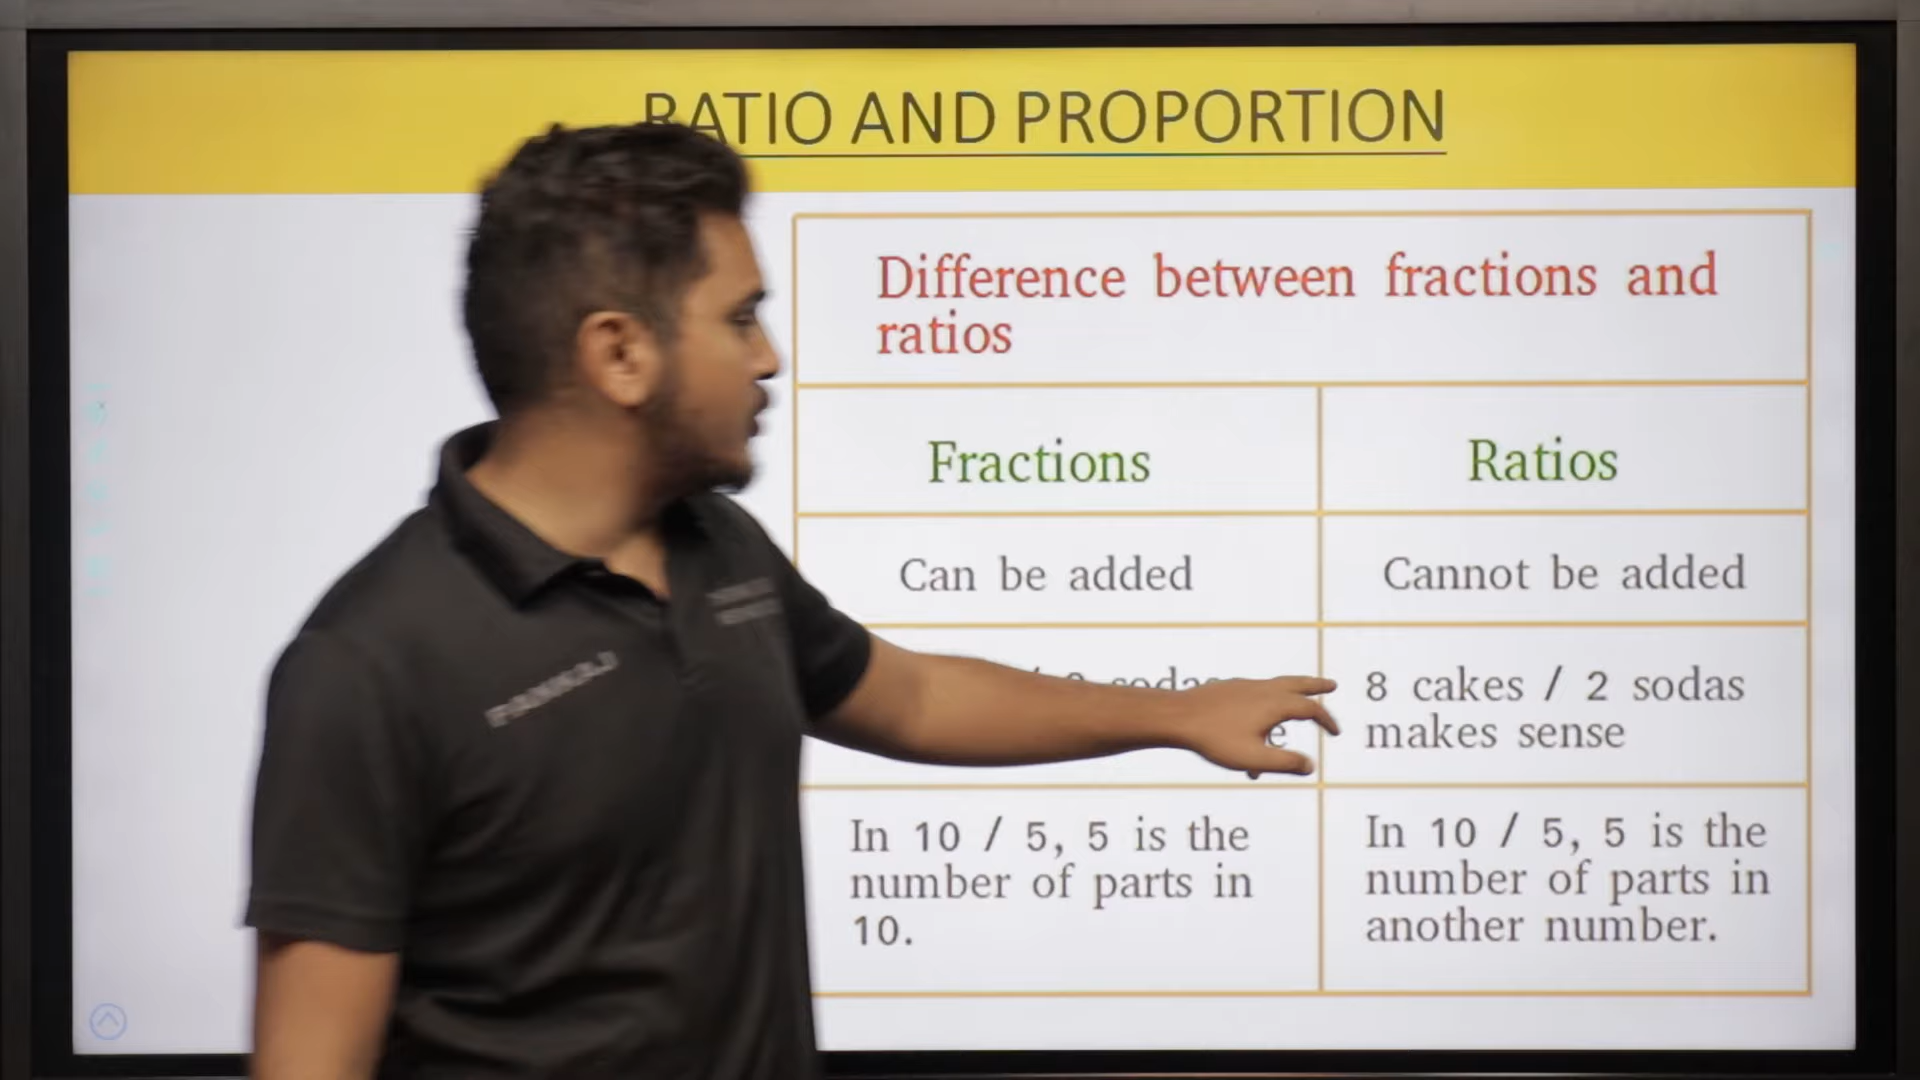 RATIO AND PROPORTION
Difference between fractions and
ratios
Fractions
Ratios
Can be added
Cannot be added
sodas
8 cakes / 2 sodas
makes sense
In 10 / 5, 5 is the
number of parts in
10.
In 10 / 5, 5 is the
number of parts in
another number.
PANKAJ